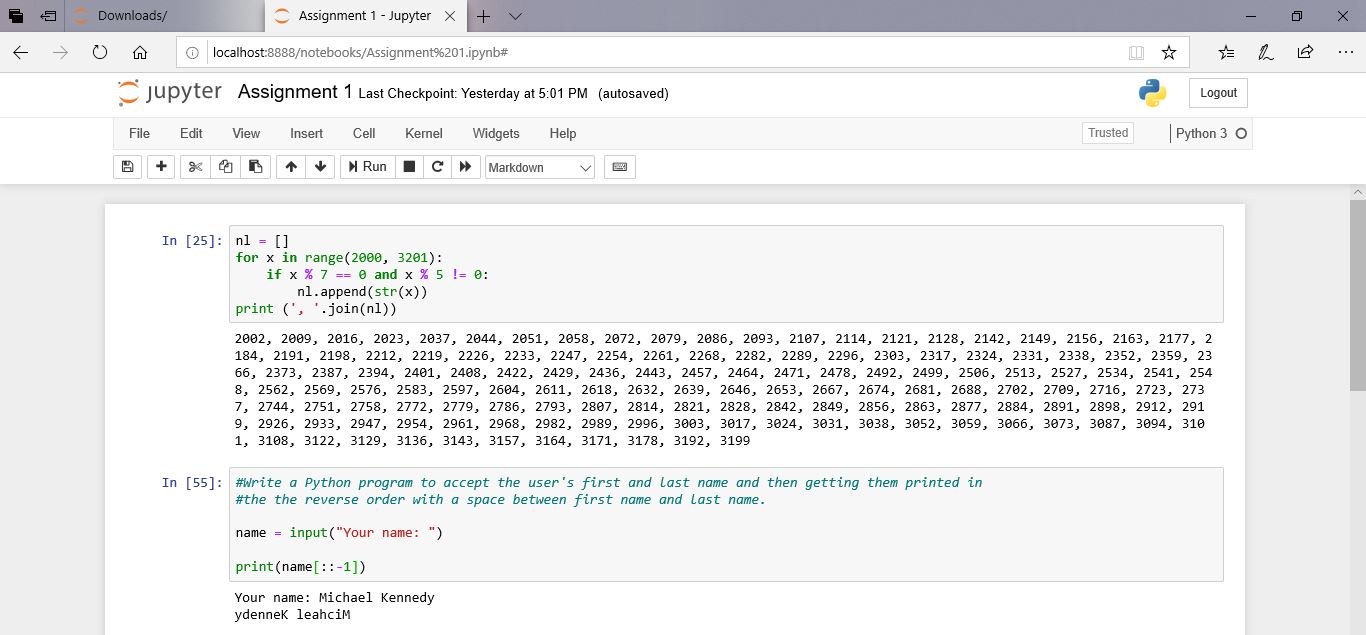 Downloads/
Assignment 1 - Jupyter
localhost:8888/notebooks/Assignment%201.ipynb#
jupyter Assignment 1 Last Checkpoint: Yesterday at 5:01 PM (autosaved)
Logout
File Edit View Insert Cell Kernel Widgets Help
Trusted
Python 3
Run
Markdown
In [25]: nl = []
for x in range(2000, 3201):
    if x % 7 == 0 and x % 5 != 0:
        nl.append(str(x))
print (', '.join(nl))
2002, 2009, 2016, 2023, 2037, 2044, 2051, 2058, 2072, 2079, 2086, 2093, 2107, 2114, 2121, 2128, 2142, 2149, 2156, 2163, 2177, 2
184, 2191, 2198, 2212, 2219, 2226, 2233, 2247, 2254, 2261, 2268, 2282, 2289, 2296, 2303, 2317, 2324, 2331, 2338, 2352, 2359, 23
66, 2373, 2387, 2394, 2401, 2408, 2422, 2429, 2436, 2443, 2457, 2464, 2471, 2478, 2492, 2499, 2506, 2513, 2527, 2534, 2541, 254
8, 2562, 2569, 2576, 2583, 2597, 2604, 2611, 2618, 2632, 2639, 2646, 2653, 2667, 2674, 2681, 2688, 2702, 2709, 2716, 2723, 273
7, 2744, 2751, 2758, 2772, 2779, 2786, 2793, 2807, 2814, 2821, 2828, 2842, 2849, 2856, 2863, 2877, 2884, 2891, 2898, 2912, 291
9, 2926, 2933, 2947, 2954, 2961, 2968, 2982, 2989, 2996, 3003, 3017, 3024, 3031, 3038, 3052, 3059, 3066, 3073, 3087, 3094, 310
1, 3108, 3122, 3129, 3136, 3143, 3157, 3164, 3171, 3178, 3192, 3199
In [55]: #Write a Python program to accept the user's first and last name and then getting them printed in
#the the reverse order with a space between first name and last name.
name = input("Your name: ")
print(name[::-1])
Your name: Michael Kennedy
ydenneK leahciM